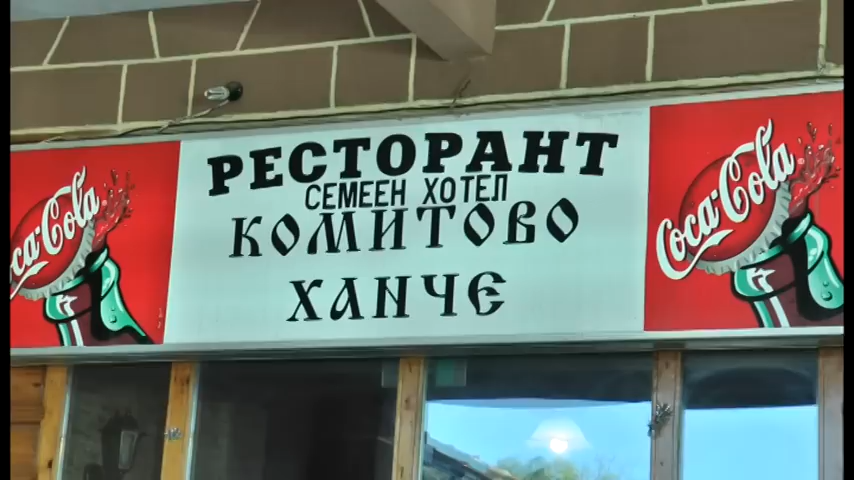 РЕСТОРАНТ
СЕМЕЕН ХОТЕЛ
КОМИТОВО
ХАНЧЕ
Coca-Cola
Coca-Cola